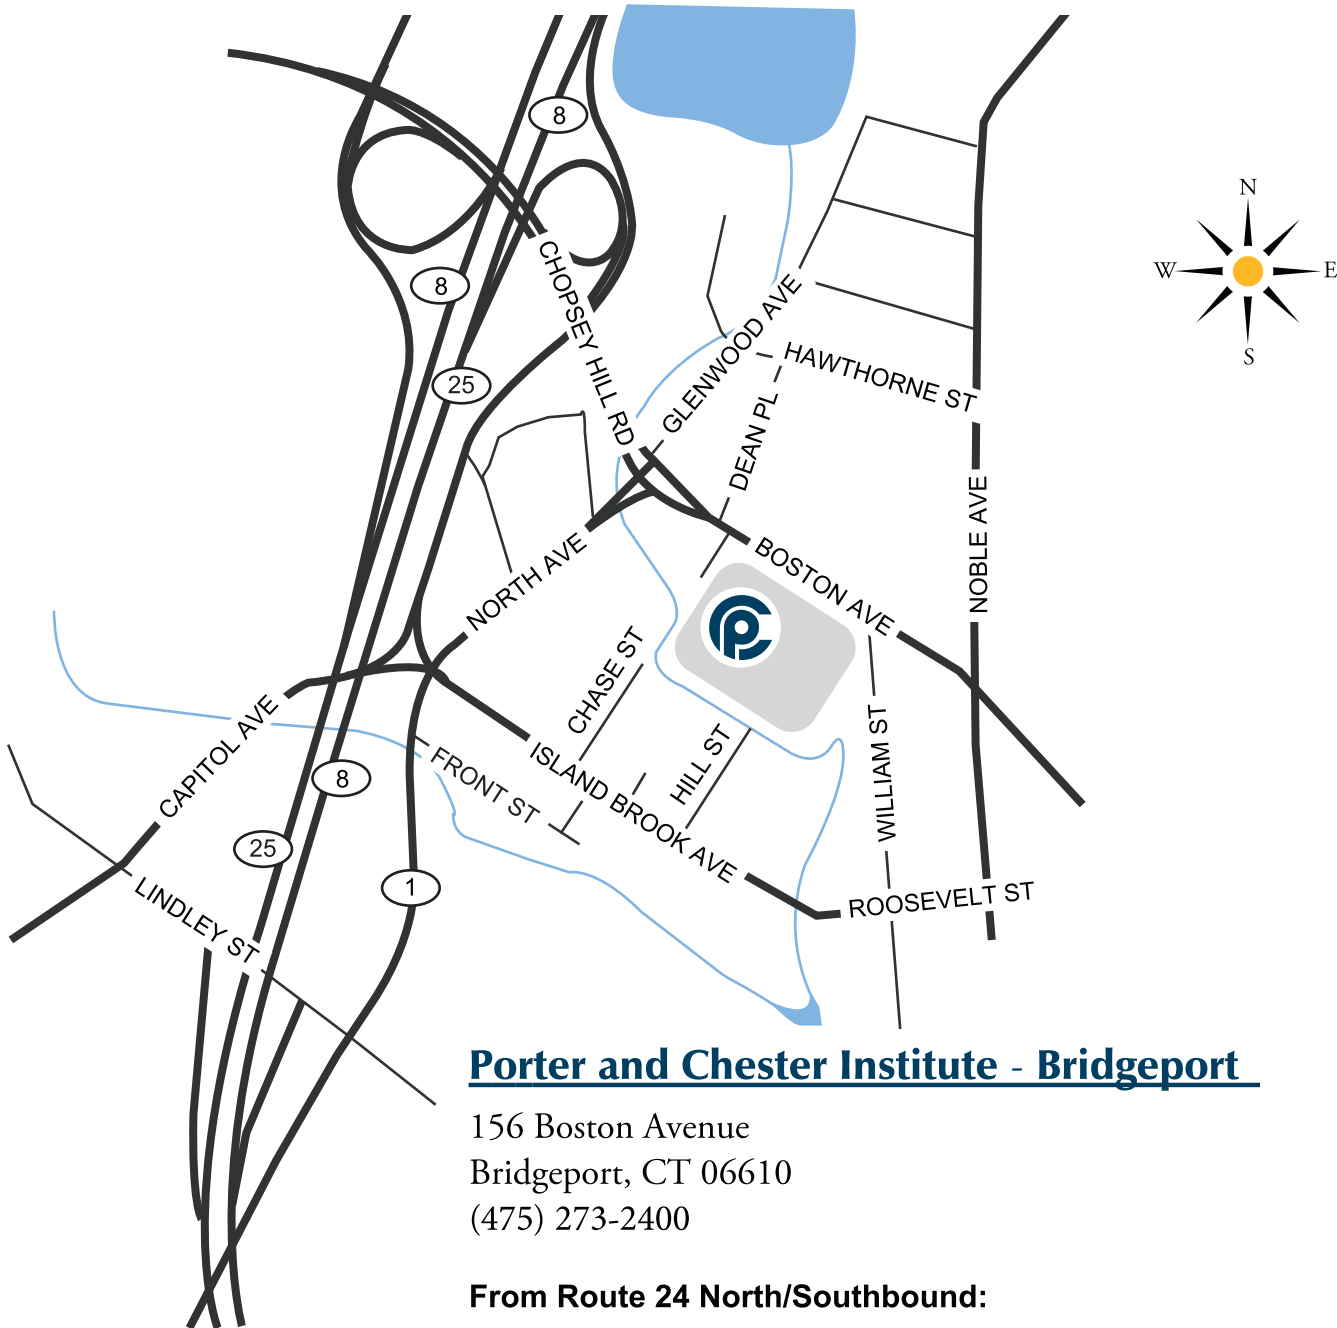 8
N
W
E
S
8
CHOPSEY HILL RD
GLENWOOD AVE
HAWTHORNE ST
25
DEAN PL
NOBLE AVE
NORTH AVE
BOSTON AVE
CHASE ST
CAPITOL AVE
HILL ST
WILLIAM ST
ISLAND BROOK AVE
FRONT ST
8
25
1
LINDLEY ST
ROOSEVELT ST
Porter and Chester Institute - Bridgeport
156 Boston Avenue
Bridgeport, CT 06610
(475) 273-2400
From Route 24 North/Southbound: